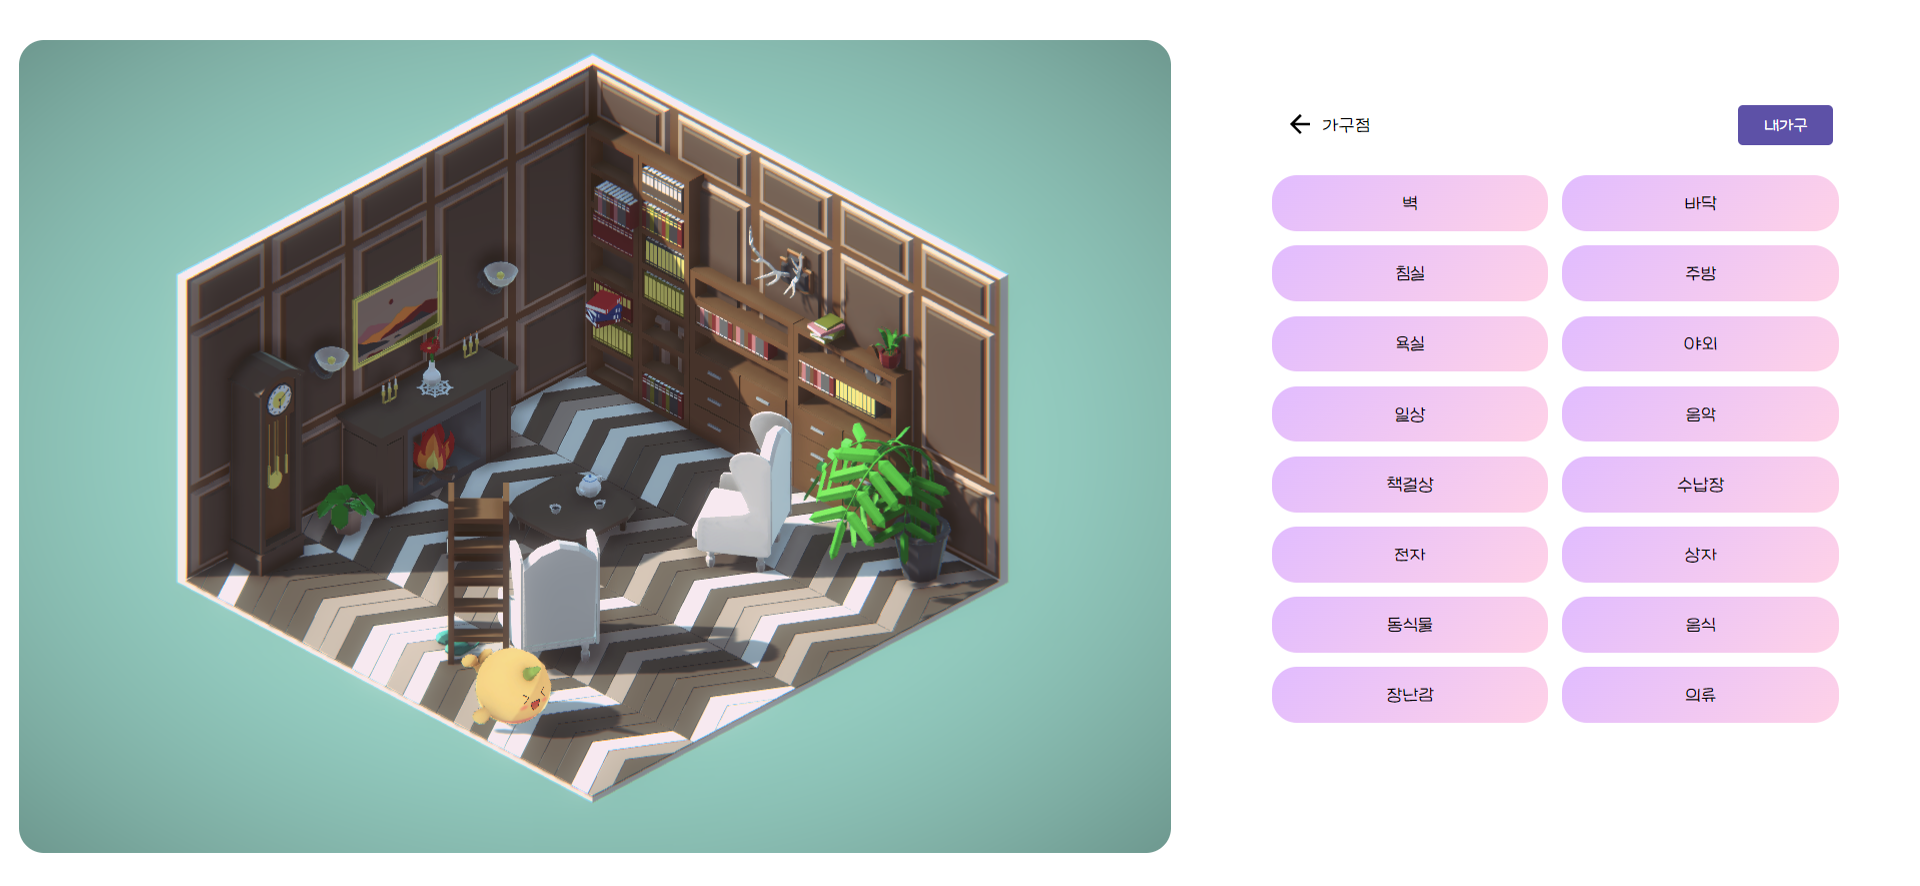 가구점
내가구
벽
바닥
침실
주방
욕실
야외
일상
음악
책걸상
수납장
전자
상자
동식물
음식
장난감
의류